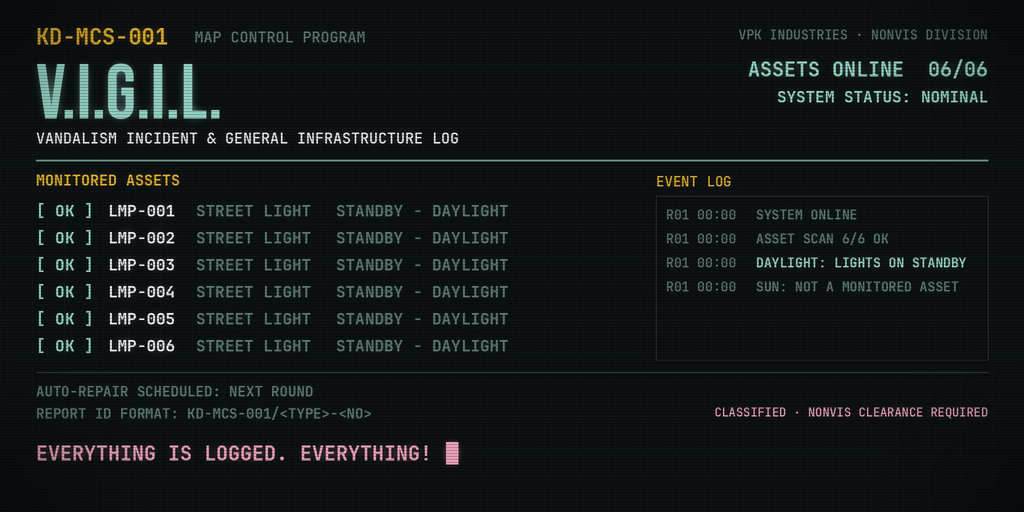 KD-MCS-001 MAP CONTROL PROGRAM
VPK INDUSTRIES · NONVIS DIVISION
V.I.G.I.L.
ASSETS ONLINE 06/06
SYSTEM STATUS: NOMINAL
VANDALISM INCIDENT & GENERAL INFRASTRUCTURE LOG
MONITORED ASSETS
[ OK ] LMP-001 STREET LIGHT STANDBY - DAYLIGHT
[ OK ] LMP-002 STREET LIGHT STANDBY - DAYLIGHT
[ OK ] LMP-003 STREET LIGHT STANDBY - DAYLIGHT
[ OK ] LMP-004 STREET LIGHT STANDBY - DAYLIGHT
[ OK ] LMP-005 STREET LIGHT STANDBY - DAYLIGHT
[ OK ] LMP-006 STREET LIGHT STANDBY - DAYLIGHT
EVENT LOG
R01 00:00 SYSTEM ONLINE
R01 00:00 ASSET SCAN 6/6 OK
R01 00:00 DAYLIGHT: LIGHTS ON STANDBY
R01 00:00 SUN: NOT A MONITORED ASSET
AUTO-REPAIR SCHEDULED: NEXT ROUND
REPORT ID FORMAT: KD-MCS-001/<TYPE>-<NO>
CLASSIFIED · NONVIS CLEARANCE REQUIRED
EVERYTHING IS LOGGED. EVERYTHING!